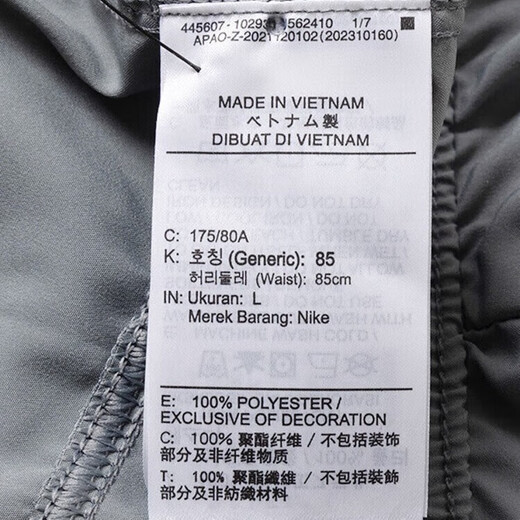 1/7
MADE IN VIETNAM
ベトナム製
DIBUAT DI VIETNAM
C: 175/80A
K: 호칭 (Generic): 85
허리둘레 (Waist): 85cm
IN: Ukuran: L
Merek Barang: Nike
E: 100% POLYESTER /
EXCLUSIVE OF DECORATION
C: 100% 聚酯纤维 / 不包括装饰
部分及非纤维物质
T: 100% 聚酯纖維 / 不包括裝飾
部分及非紡織材料